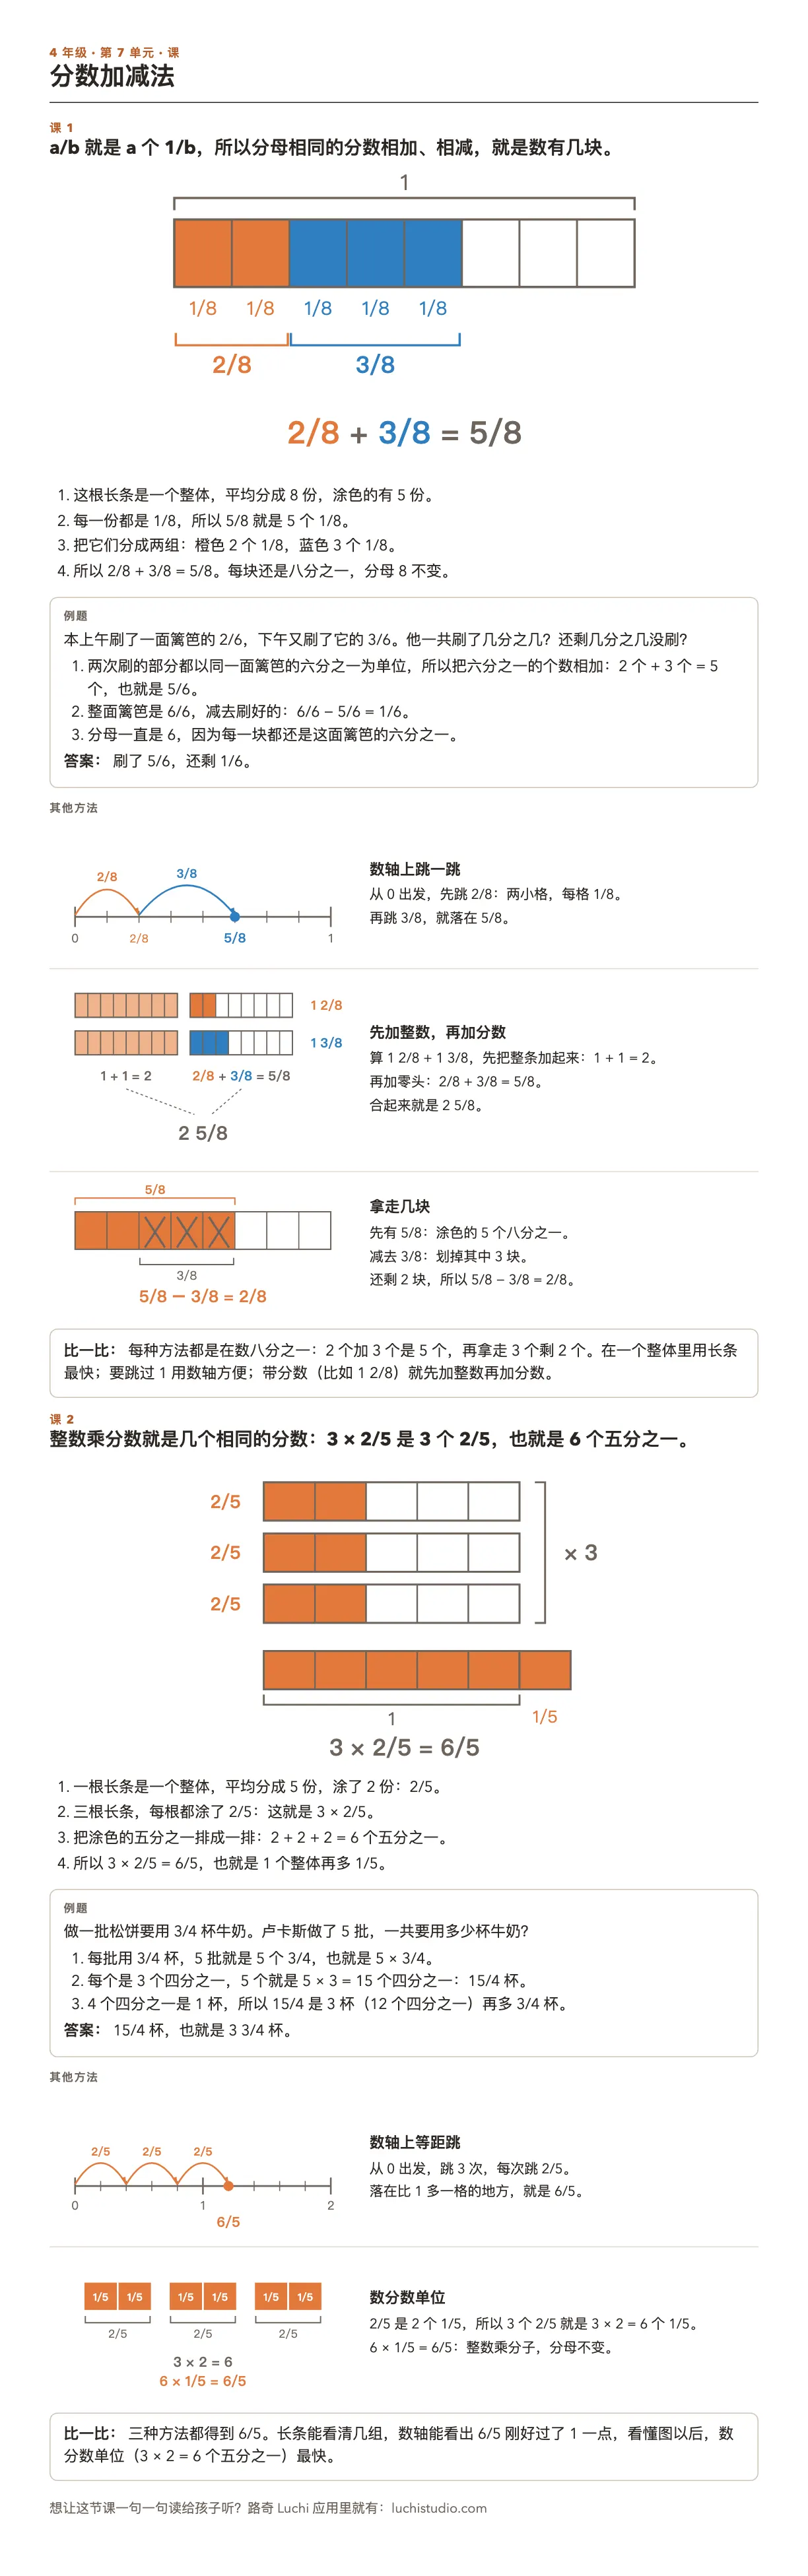 4 年级 · 第 7 单元 · 课
分数加减法
课 1
a/b 就是 a 个 1/b，所以分母相同的分数相加、相减，就是数有几块。
1
1/8 1/8 1/8 1/8 1/8
2/8 3/8
2/8 + 3/8 = 5/8
1. 这根长条是一个整体，平均分成 8 份，涂色的有 5 份。
2. 每一份都是 1/8，所以 5/8 就是 5 个 1/8。
3. 把它们分成两组：橙色 2 个 1/8，蓝色 3 个 1/8。
4. 所以 2/8 + 3/8 = 5/8。每块还是八分之一，分母 8 不变。
例题
本上午刷了一面篱笆的 2/6，下午又刷了它的 3/6。他一共刷了几分之几？还剩几分之几没刷？
1. 两次刷的部分都以同一面篱笆的六分之一为单位，所以把六分之一的个数相加：2 个 + 3 个 = 5
个，也就是 5/6。
2. 整面篱笆是 6/6，减去刷好的：6/6 − 5/6 = 1/6。
3. 分母一直是 6，因为每一块都还是这面篱笆的六分之一。
答案： 刷了 5/6，还剩 1/6。
其他方法
2/8 3/8
0 2/8 5/8 1
数轴上跳一跳
从 0 出发，先跳 2/8：两小格，每格 1/8。
再跳 3/8，就落在 5/8。
1 2/8
1 3/8
1 + 1 = 2 2/8 + 3/8 = 5/8
2 5/8
先加整数，再加分数
算 1 2/8 + 1 3/8，先把整条加起来：1 + 1 = 2。
再加零头：2/8 + 3/8 = 5/8。
合起来就是 2 5/8。
5/8
3/8
5/8 − 3/8 = 2/8
拿走几块
先有 5/8：涂色的 5 个八分之一。
减去 3/8：划掉其中 3 块。
还剩 2 块，所以 5/8 − 3/8 = 2/8。
比一比： 每种方法都是在数八分之一：2 个加 3 个是 5 个，再拿走 3 个剩 2 个。在一个整体里用长条
最快；要跳过 1 用数轴方便；带分数（比如 1 2/8）就先加整数再加分数。
课 2
整数乘分数就是几个相同的分数：3 × 2/5 是 3 个 2/5，也就是 6 个五分之一。
2/5
2/5
2/5
× 3
1 1/5
3 × 2/5 = 6/5
1. 一根长条是一个整体，平均分成 5 份，涂了 2 份：2/5。
2. 三根长条，每根都涂了 2/5：这就是 3 × 2/5。
3. 把涂色的五分之一排成一排：2 + 2 + 2 = 6 个五分之一。
4. 所以 3 × 2/5 = 6/5，也就是 1 个整体再多 1/5。
例题
做一批松饼要用 3/4 杯牛奶。卢卡斯做了 5 批，一共要用多少杯牛奶？
1. 每批用 3/4 杯，5 批就是 5 个 3/4，也就是 5 × 3/4。
2. 每个是 3 个四分之一，5 个就是 5 × 3 = 15 个四分之一：15/4 杯。
3. 4 个四分之一是 1 杯，所以 15/4 是 3 杯（12 个四分之一）再多 3/4 杯。
答案： 15/4 杯，也就是 3 3/4 杯。
其他方法
2/5 2/5 2/5
0 1 2
6/5
数轴上等距跳
从 0 出发，跳 3 次，每次跳 2/5。
落在比 1 多一格的地方，就是 6/5。
1/5 1/5 1/5 1/5 1/5 1/5
2/5 2/5 2/5
3 × 2 = 6
6 × 1/5 = 6/5
数分数单位
2/5 是 2 个 1/5，所以 3 个 2/5 就是 3 × 2 = 6 个 1/5。
6 × 1/5 = 6/5：整数乘分子，分母不变。
比一比： 三种方法都得到 6/5。长条能看清几组，数轴能看出 6/5 刚好过了 1 一点，看懂图以后，数
分数单位（3 × 2 = 6 个五分之一）最快。
想让这节课一句一句读给孩子听？路奇 Luchi 应用里就有：luchistudio.com